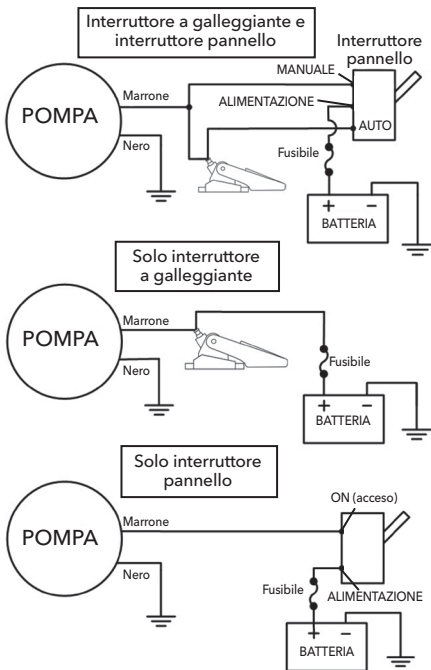 Interruttore a galleggiante e
interruttore pannello
Interruttore
pannello
MANUALE
Marrone
ALIMENTAZIONE
POMPA
AUTO
Nero
Fusibile
+ −
BATTERIA
Solo interruttore
a galleggiante
Marrone
POMPA
Fusibile
Nero
+ −
BATTERIA
Solo interruttore
pannello
ON (acceso)
Marrone
POMPA
Nero
Fusibile
ALIMENTAZIONE
+ −
BATTERIA